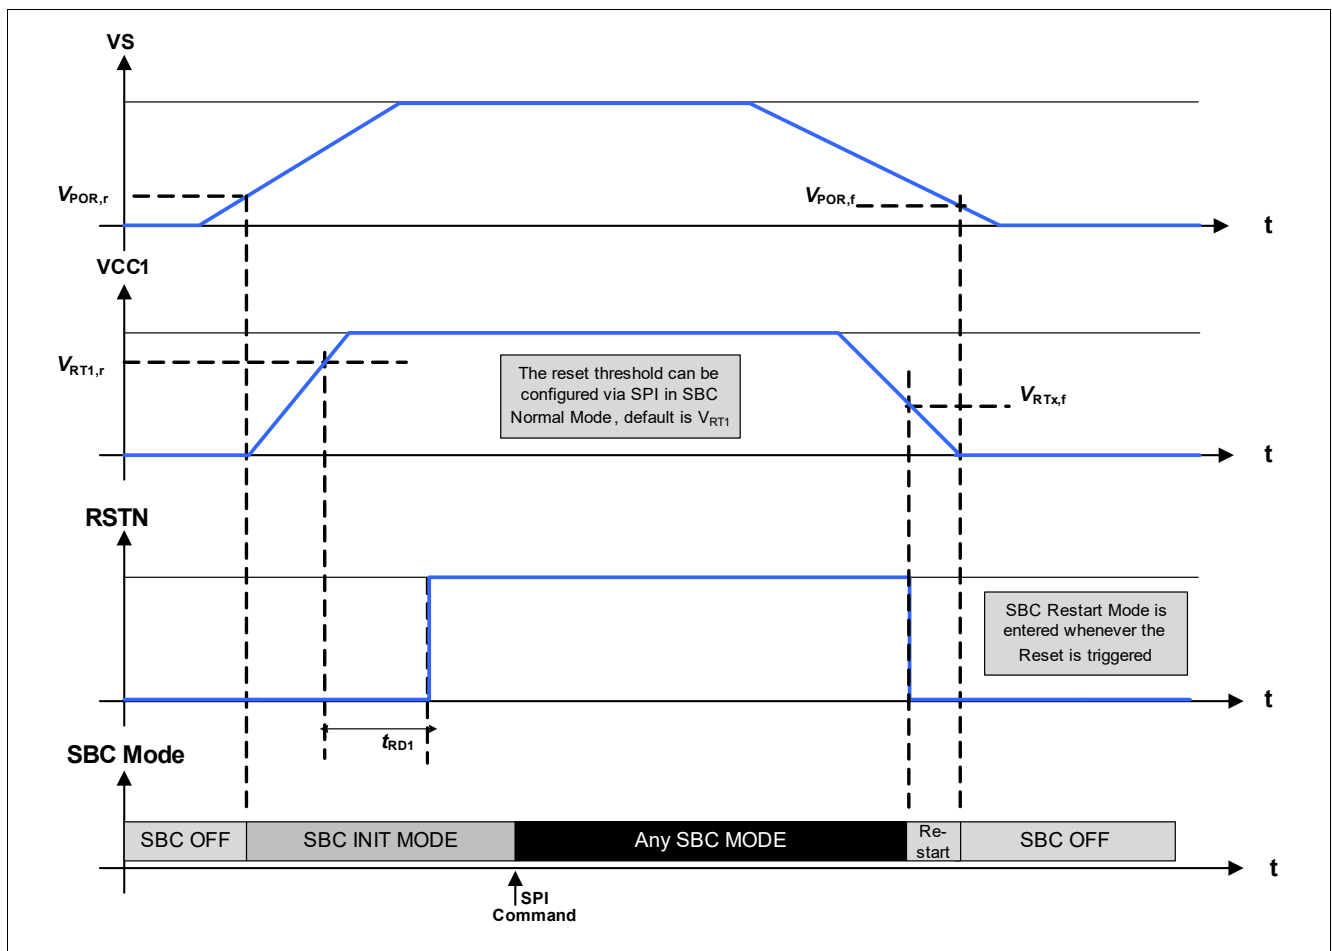 VS
VPOR,r
VPOR,f
t
VCC1
VRT1,r
The reset threshold can be
configured via SPI in SBC
Normal Mode, default is VRT1
VRTx,f
t
RSTN
SBC Restart Mode is
entered whenever the
Reset is triggered
t
tRD1
SBC Mode
SBC OFF
SBC INIT MODE
Any SBC MODE
Re-
start
SBC OFF
t
SPI
Command